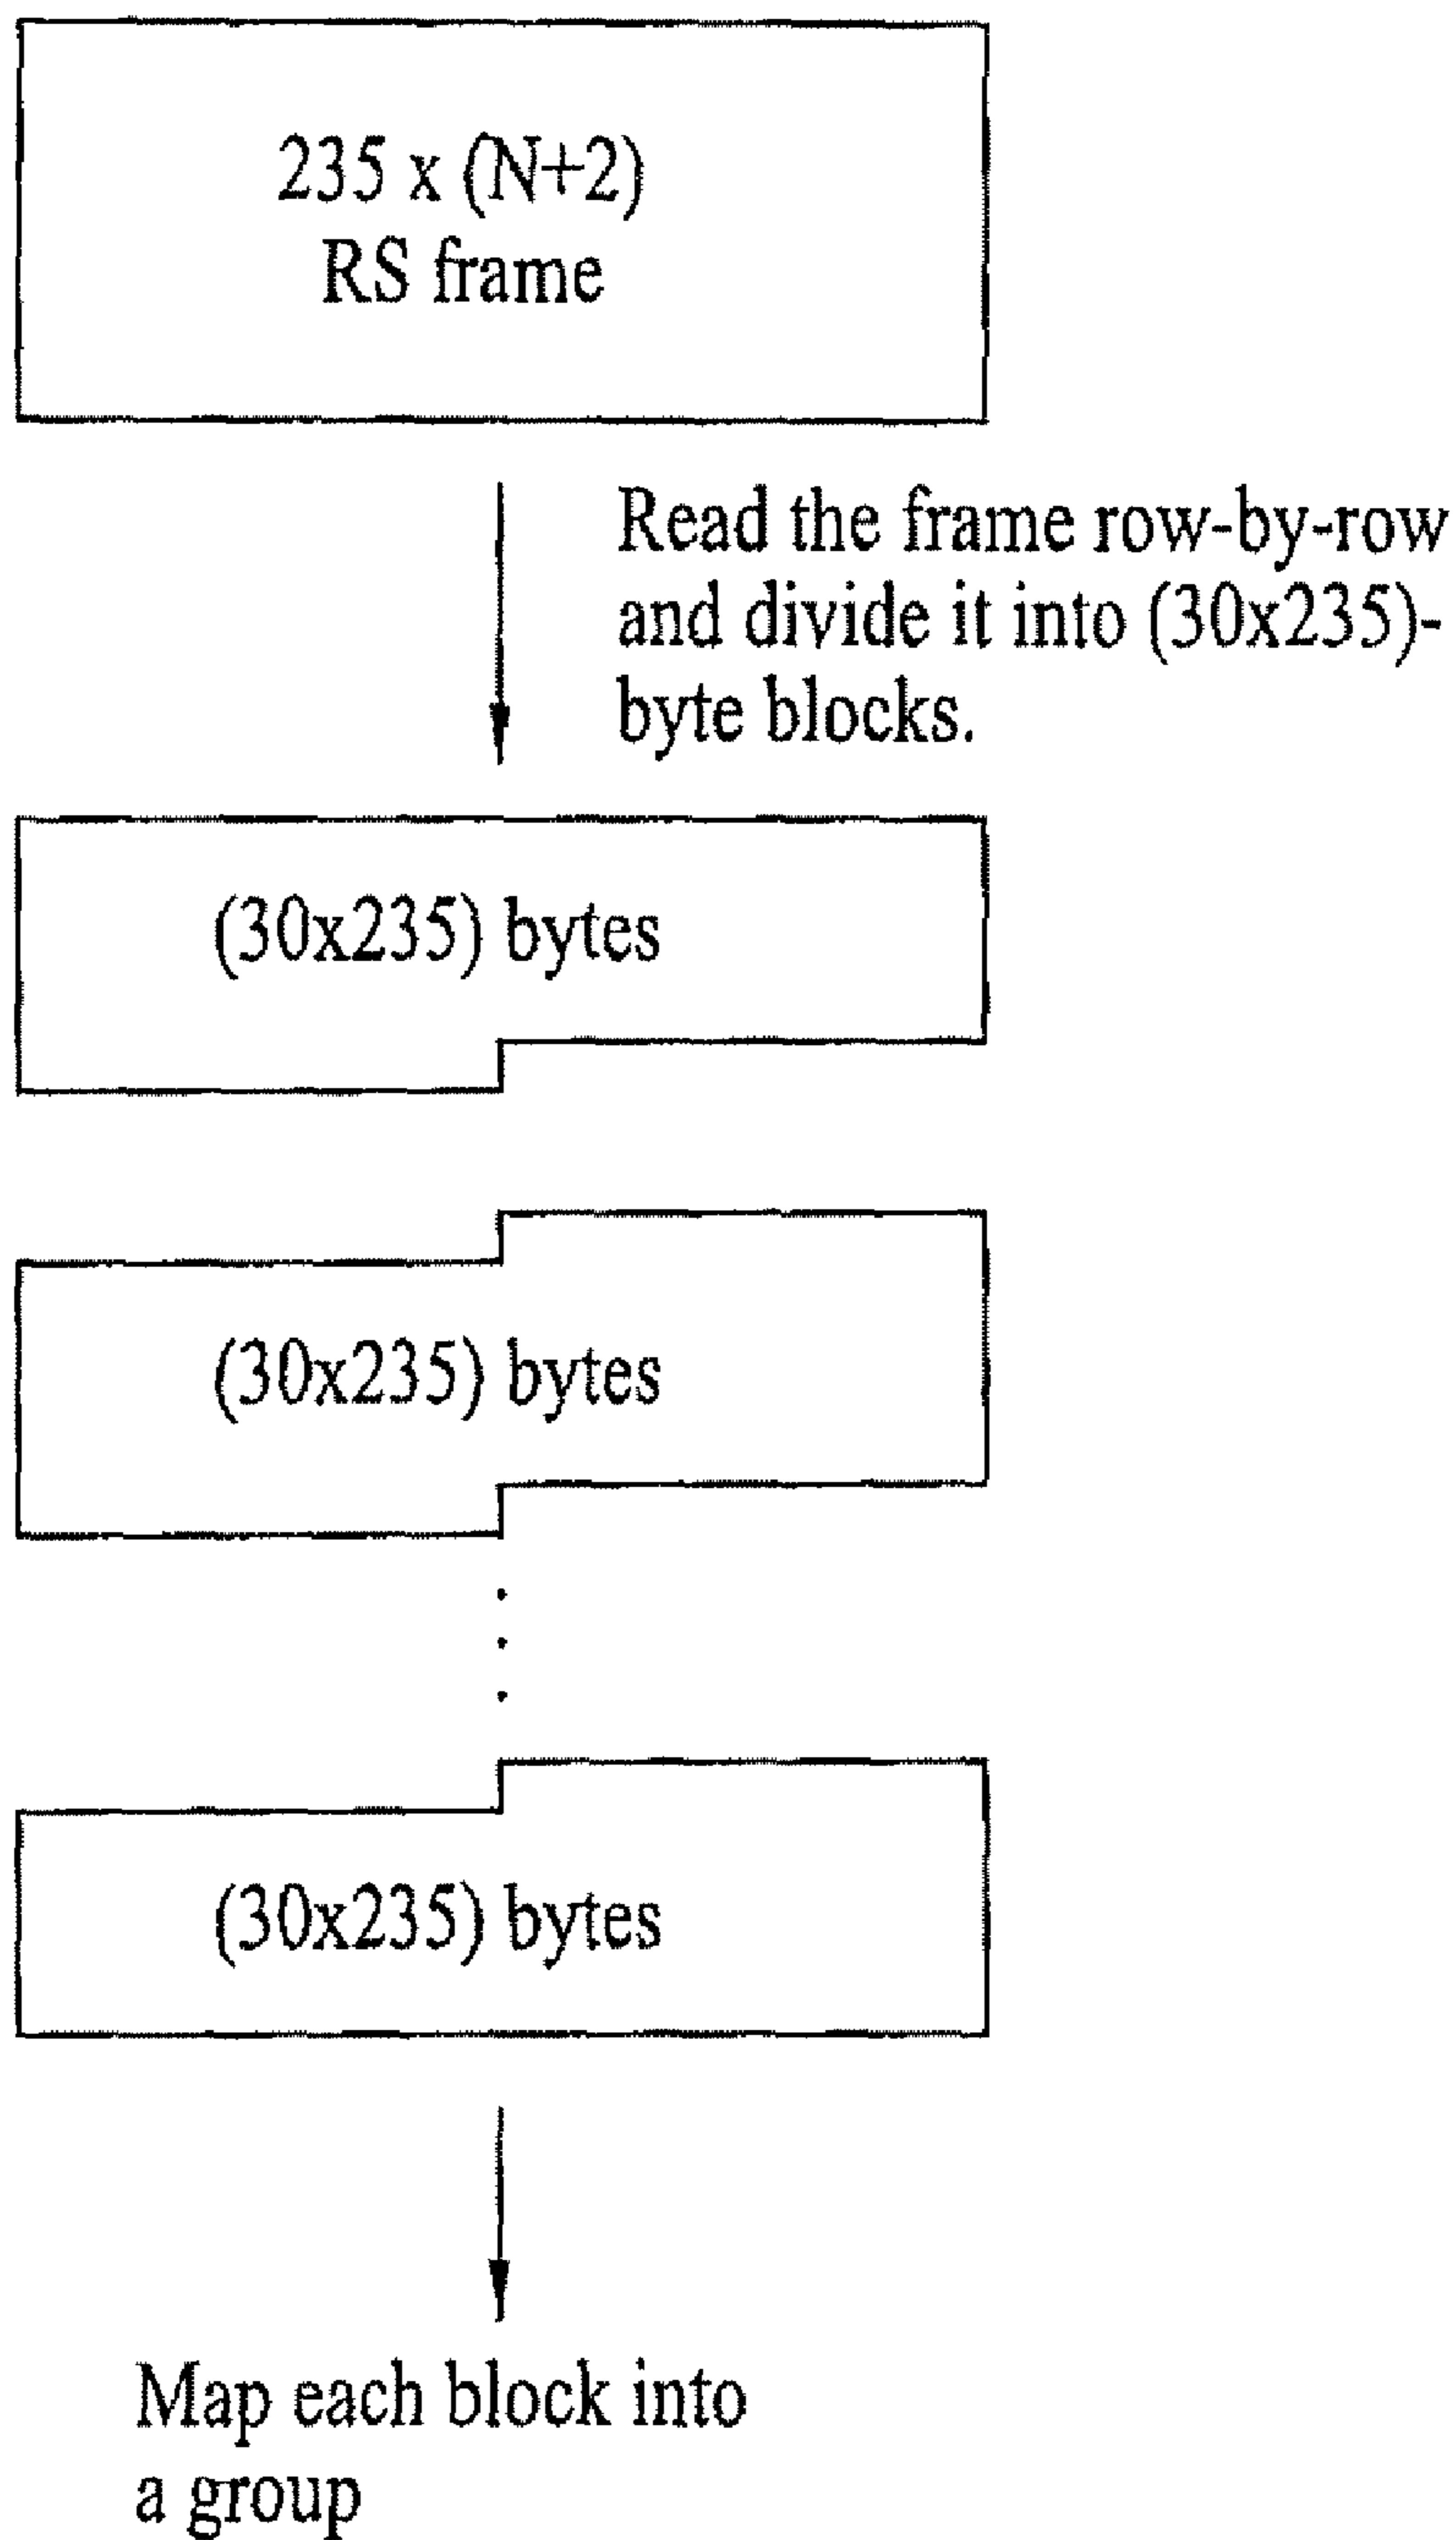 235 x (N+2)
RS frame
Read the frame row-by-row
and divide it into (30x235)-
byte blocks.
(30x235) bytes
(30x235) bytes
(30x235) bytes
Map each block into
a group